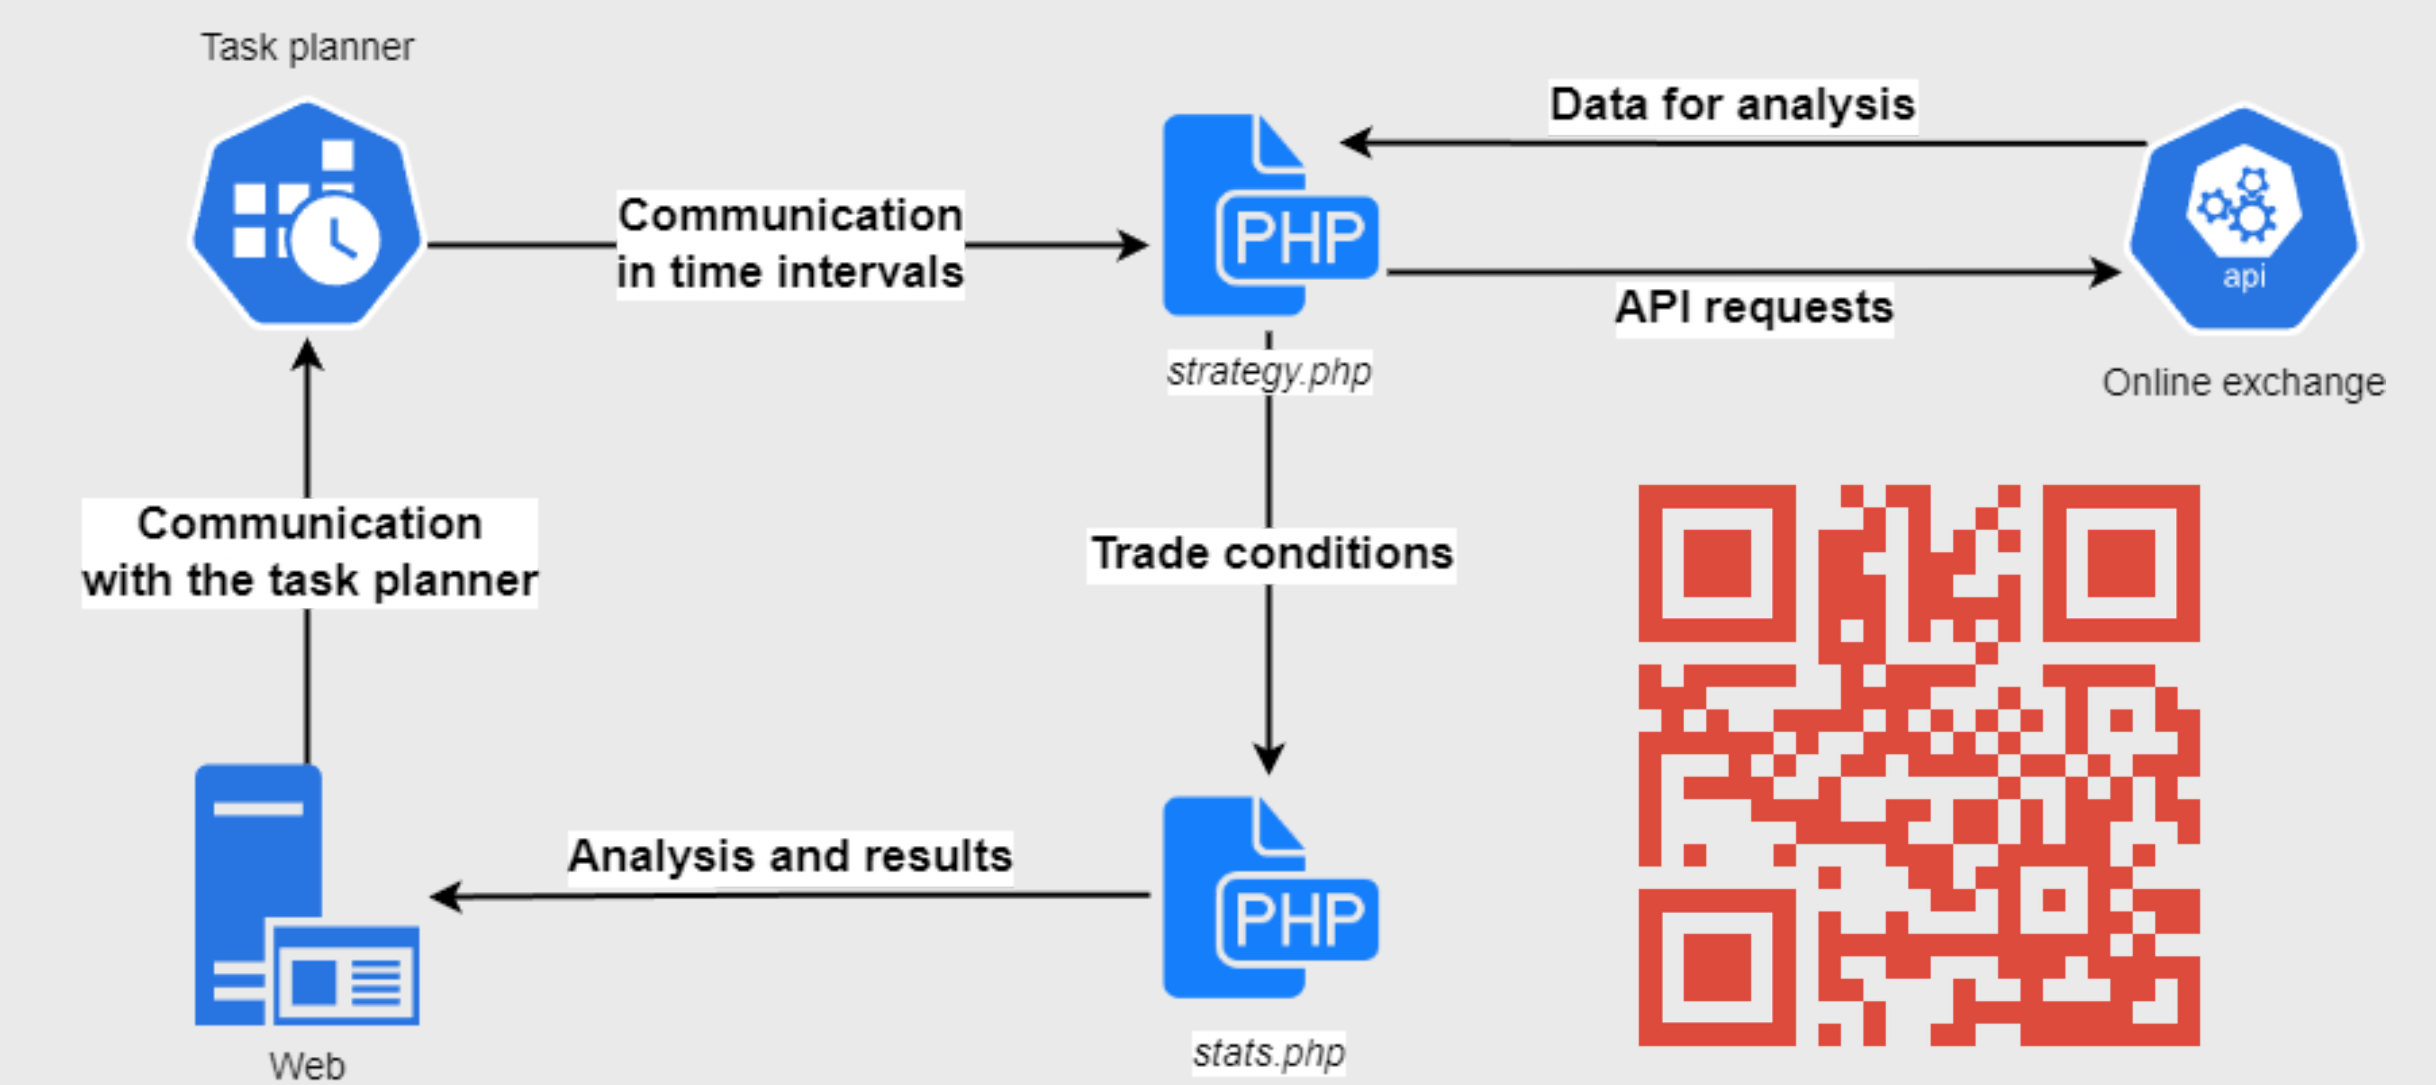 Task planner
Data for analysis
Communication
in time intervals
PHP
API requests
api
strategy.php
Online exchange
Communication
with the task planner
Trade conditions
Analysis and results
PHP
stats.php
Web